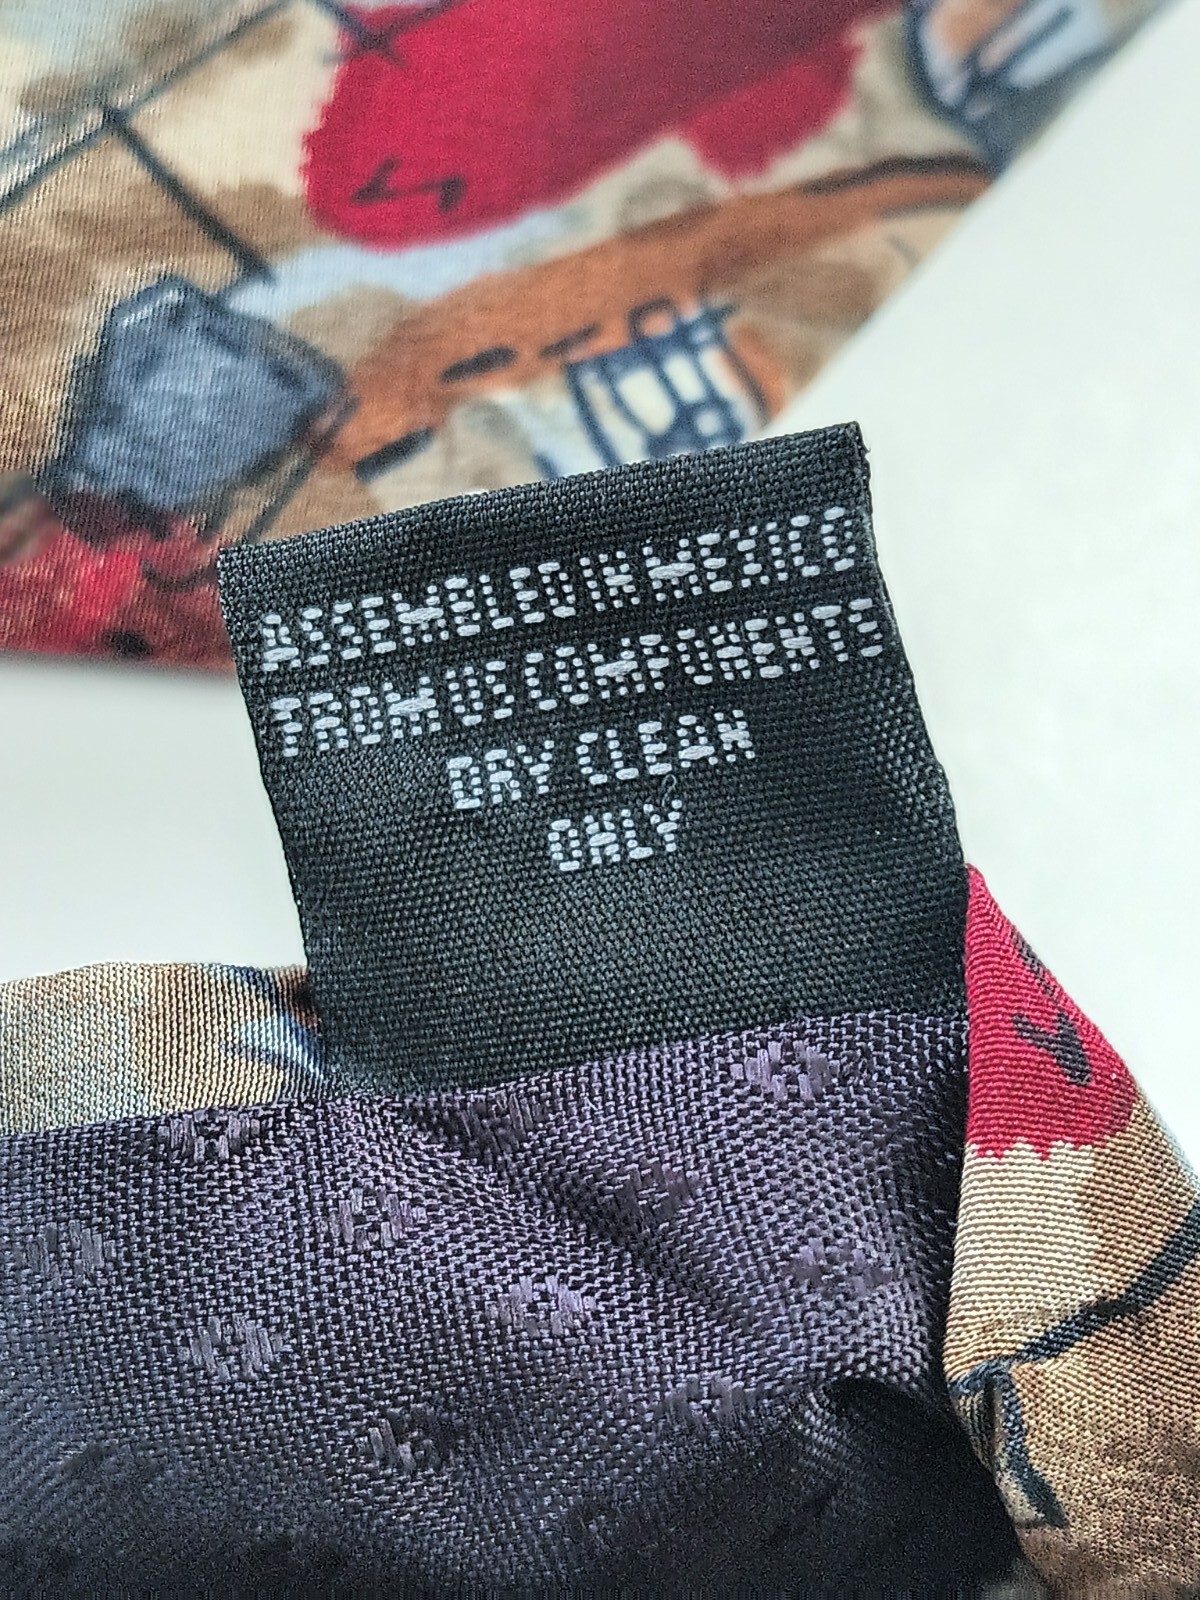 ASSEMBLED IN MEXICO
FROM US COMPONENTS
DRY CLEAN
ONLY